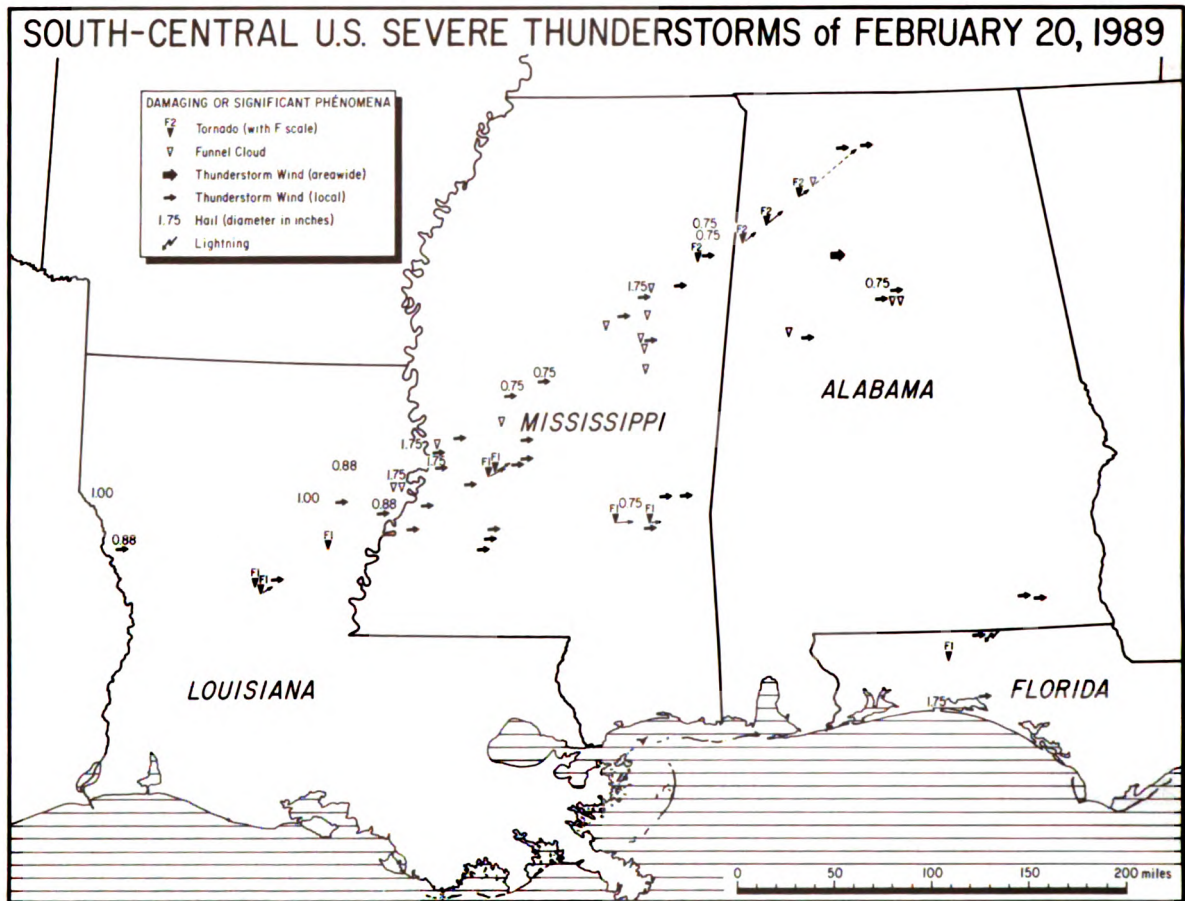 SOUTH-CENTRAL U.S. SEVERE THUNDERSTORMS of FEBRUARY 20, 1989
DAMAGING OR SIGNIFICANT PHENOMENA
F2 Tornado (with F scale)
Funnel Cloud
Thunderstorm Wind (areawide)
Thunderstorm Wind (local)
1.75 Hail (diameter in inches)
Lightning
F2
F2
0.75
0.75 F2
F2
1.75 0.75
0.75
0.75
ALABAMA
MISSISSIPPI
1.75
0.88 1.75 F1 F1
1.75
1.00 1.00 0.88 0.75
F1 F1
0.88 F1
F1 F1
F1
LOUISIANA 1.75 FLORIDA
0 50 100 150 200 miles